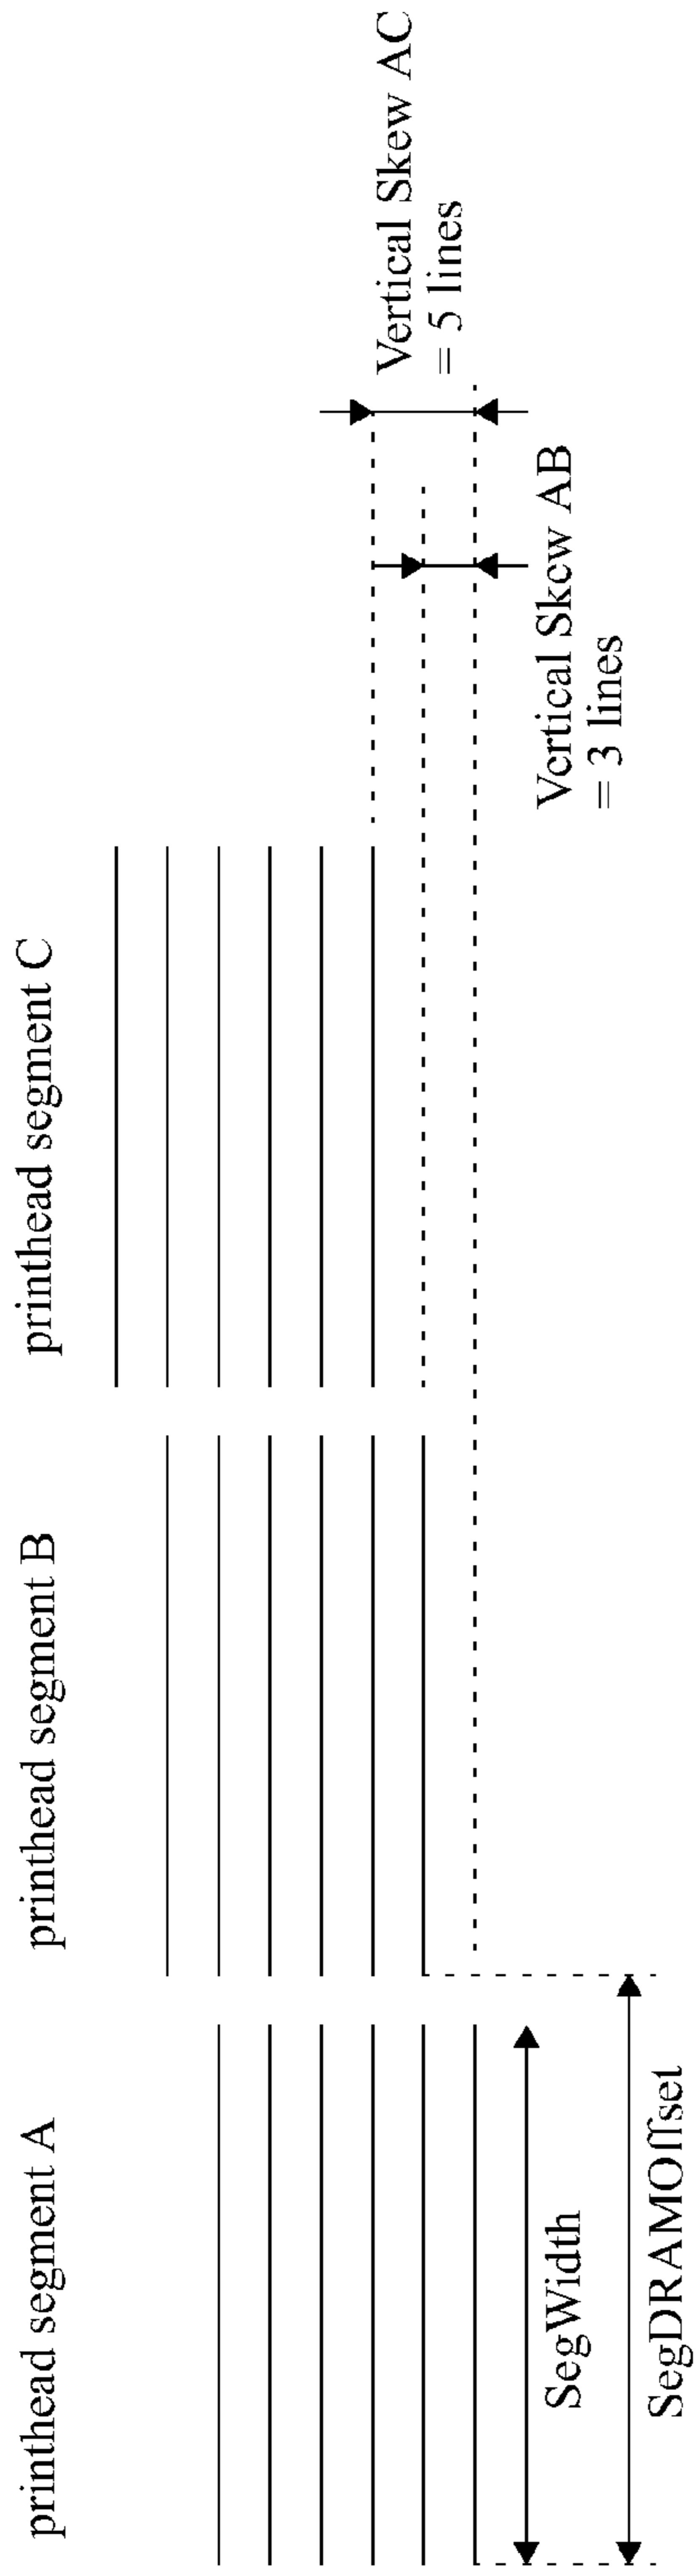 printhead segment A
printhead segment B
printhead segment C
SegWidth
SegDRAMOffset
Vertical Skew AB
= 3 lines
Vertical Skew AC
= 5 lines